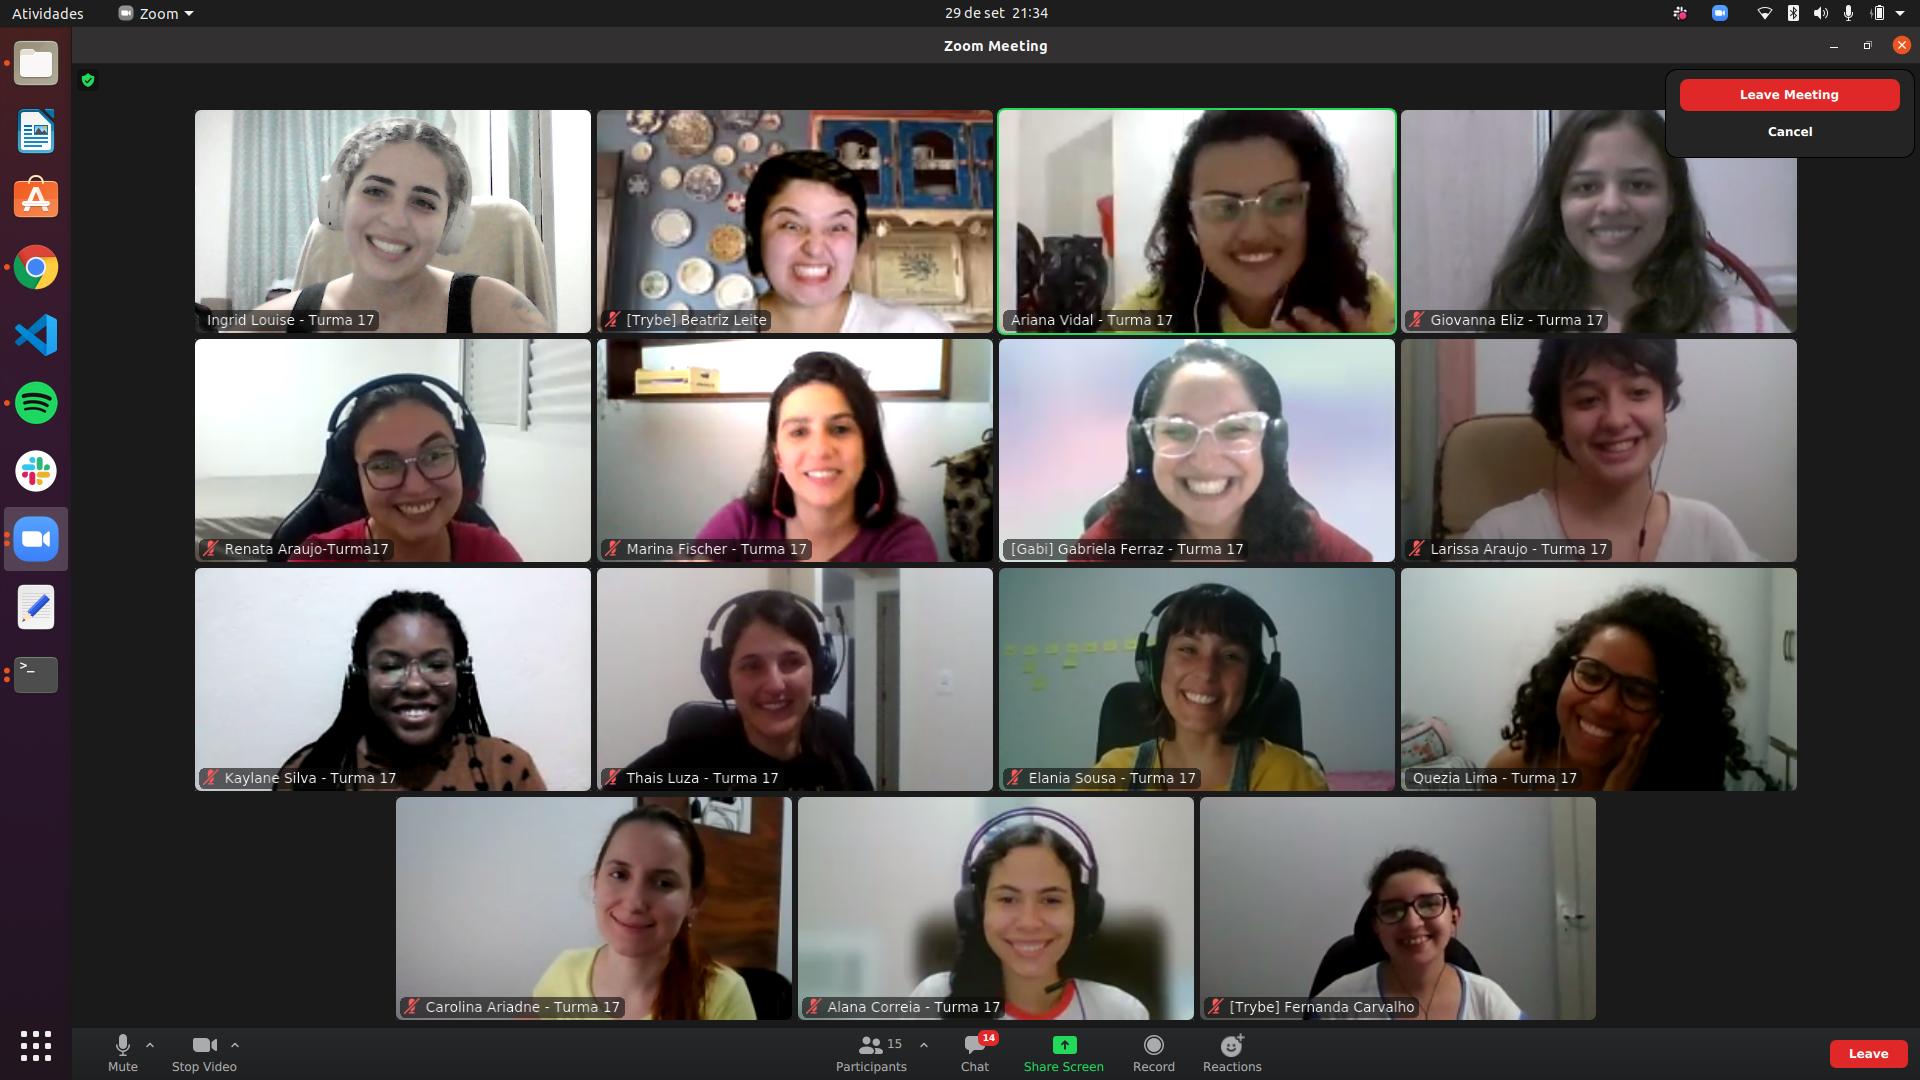 Atividades
Zoom
29 de set 21:34
Zoom Meeting
Leave Meeting
Cancel
Ingrid Louise - Turma 17
[Trybe] Beatriz Leite
Ariana Vidal - Turma 17
Giovanna Eliz - Turma 17
Renata Araujo-Turma17
Marina Fischer - Turma 17
[Gabi] Gabriela Ferraz - Turma 17
Larissa Araujo - Turma 17
Kaylane Silva - Turma 17
Thais Luza - Turma 17
Elania Sousa - Turma 17
Quezia Lima - Turma 17
Carolina Ariadne - Turma 17
Alana Correia - Turma 17
[Trybe] Fernanda Carvalho
Mute
Stop Video
15
Participants
14
Chat
Share Screen
Record
Reactions
Leave